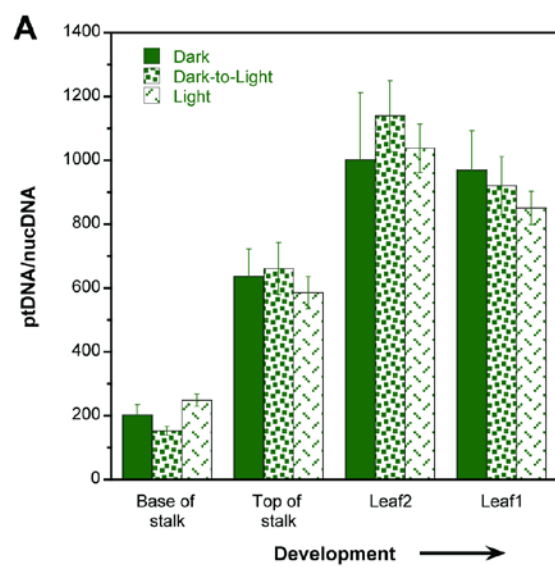 A
1400
1200
1000
800
600
400
200
0
ptDNA/nucDNA
Dark
Dark-to-Light
Light
Base of
stalk
Top of
stalk
Leaf2
Leaf1
Development